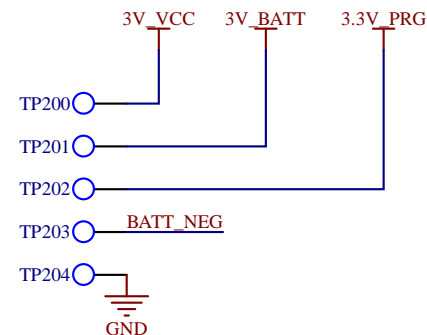 3V_VCC 3V_BATT 3.3V_PRG
TP200
TP201
TP202
TP203 BATT_NEG
TP204
GND